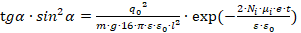 tgα · sin²α = q₀² / (m·g·16·π·ε·ε₀·l²) · exp(−(2·Nᵢ·μᵢ·e·t)/(ε·ε₀))